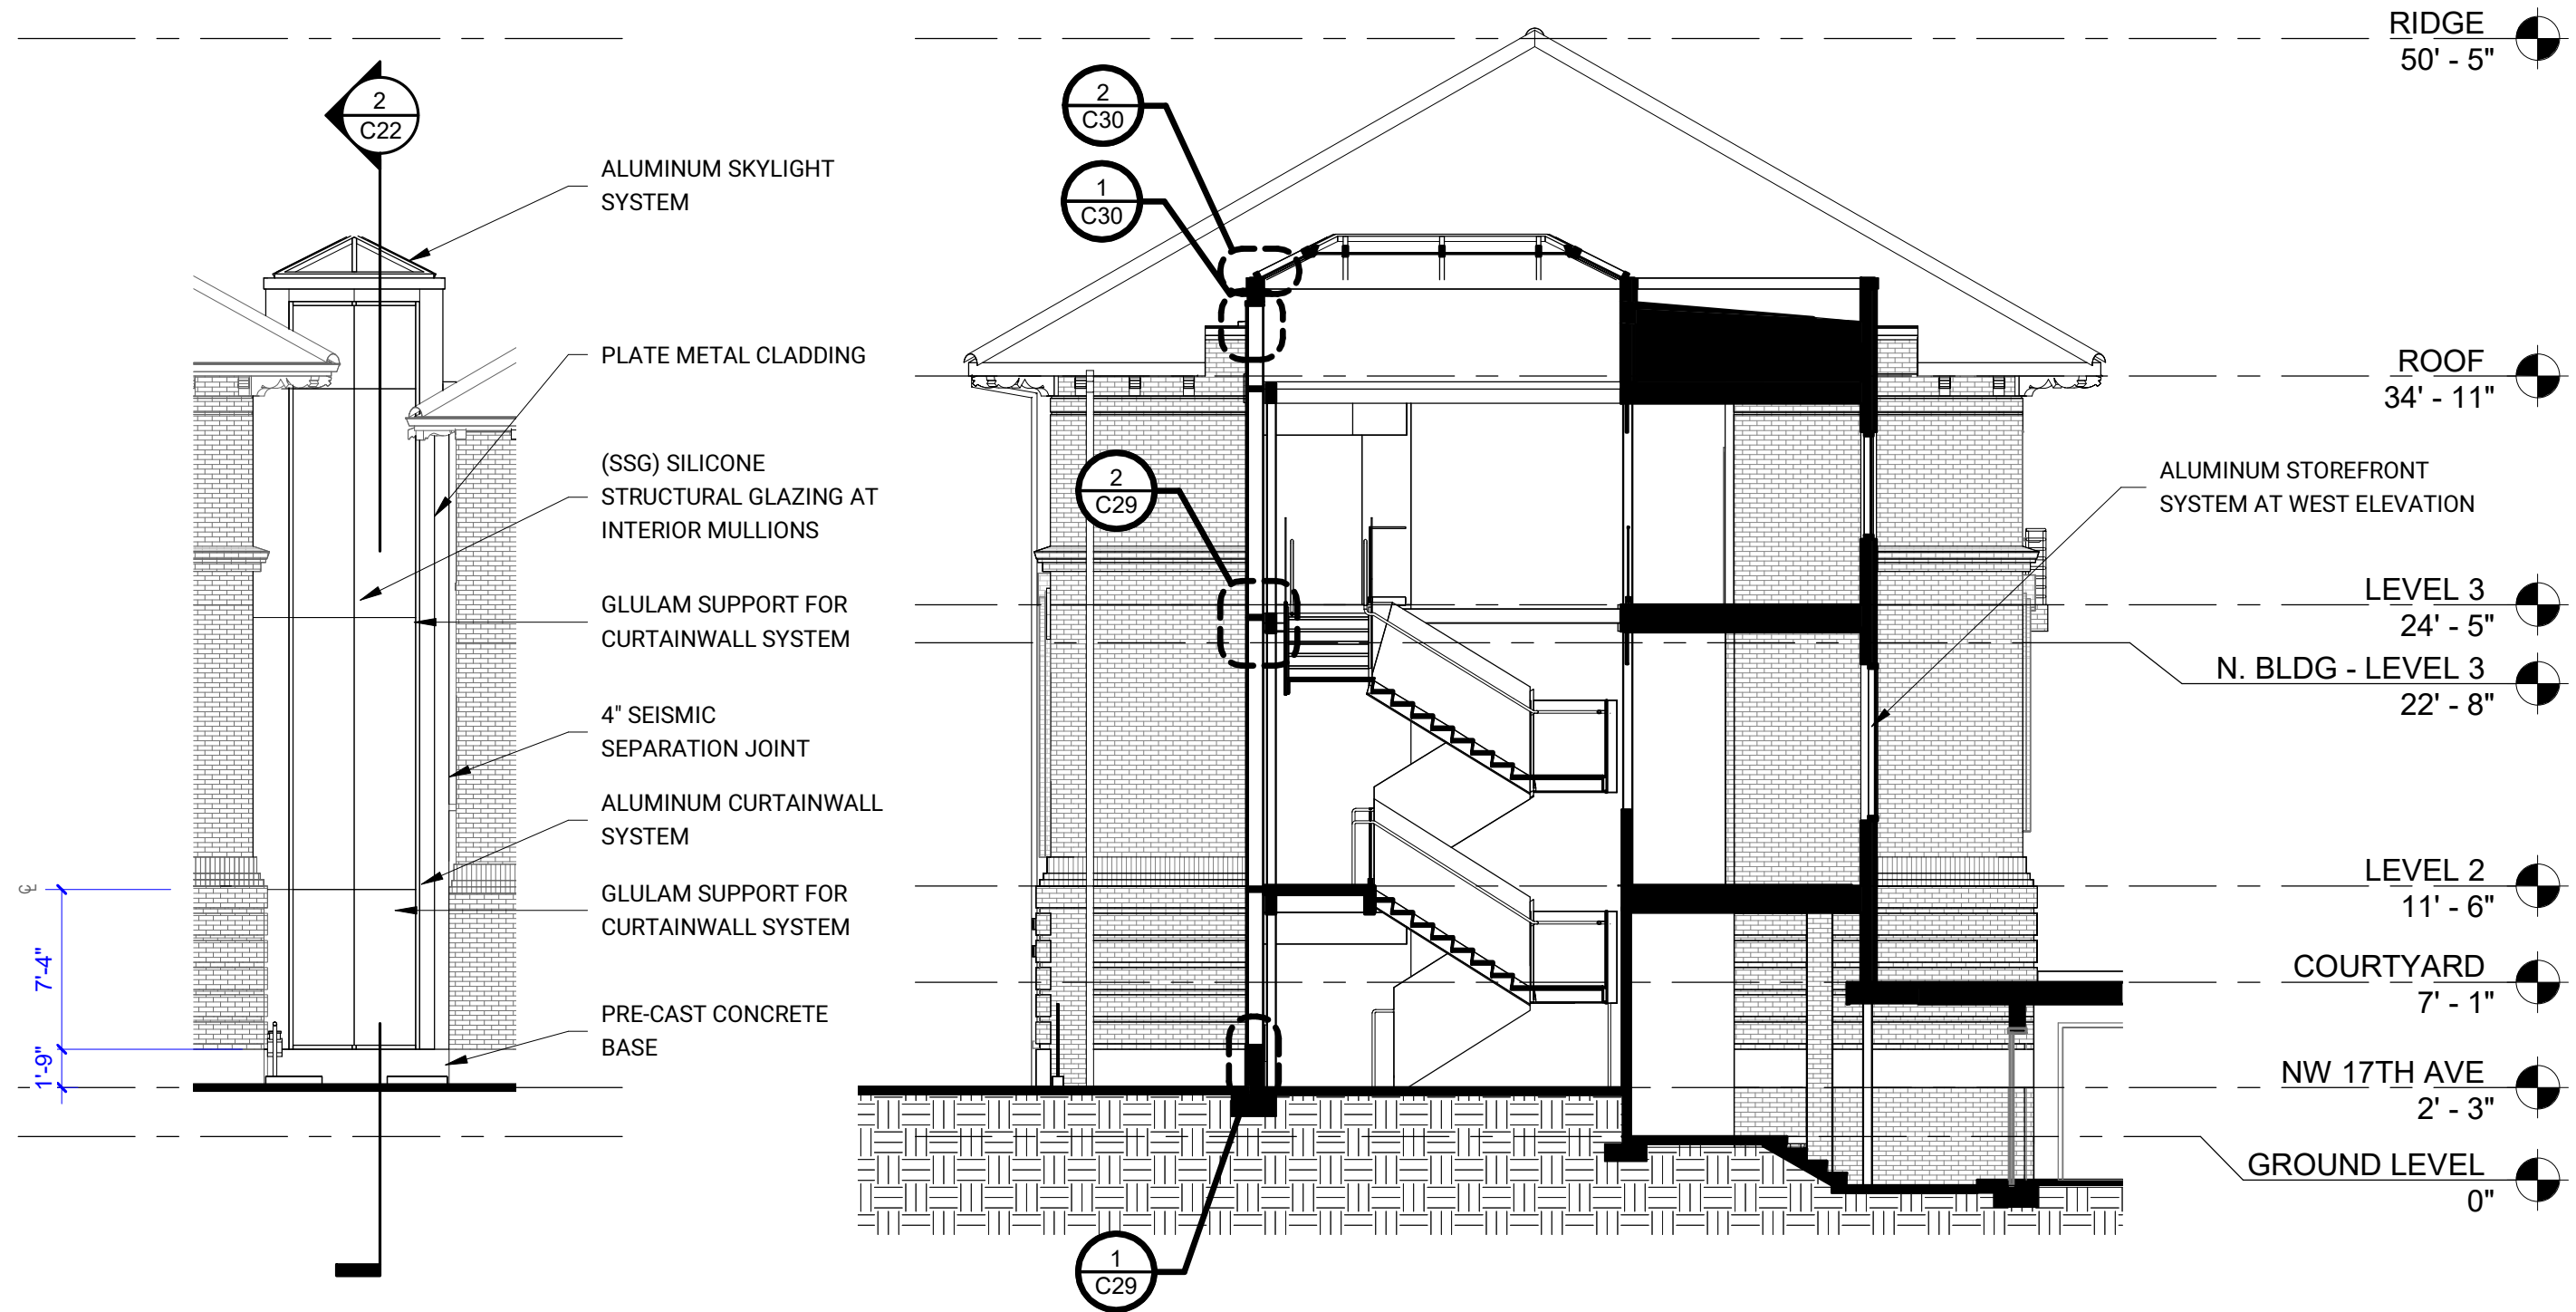 2
C22
ALUMINUM SKYLIGHT
SYSTEM
PLATE METAL CLADDING
(SSG) SILICONE
STRUCTURAL GLAZING AT
INTERIOR MULLIONS
GLULAM SUPPORT FOR
CURTAINWALL SYSTEM
4" SEISMIC
SEPARATION JOINT
ALUMINUM CURTAINWALL
SYSTEM
GLULAM SUPPORT FOR
CURTAINWALL SYSTEM
PRE-CAST CONCRETE
BASE
CL
7'-4"
1'-9"
2
C30
1
C30
2
C29
1
C29
ALUMINUM STOREFRONT
SYSTEM AT WEST ELEVATION
RIDGE
50' - 5"
ROOF
34' - 11"
LEVEL 3
24' - 5"
N. BLDG - LEVEL 3
22' - 8"
LEVEL 2
11' - 6"
COURTYARD
7' - 1"
NW 17TH AVE
2' - 3"
GROUND LEVEL
0"